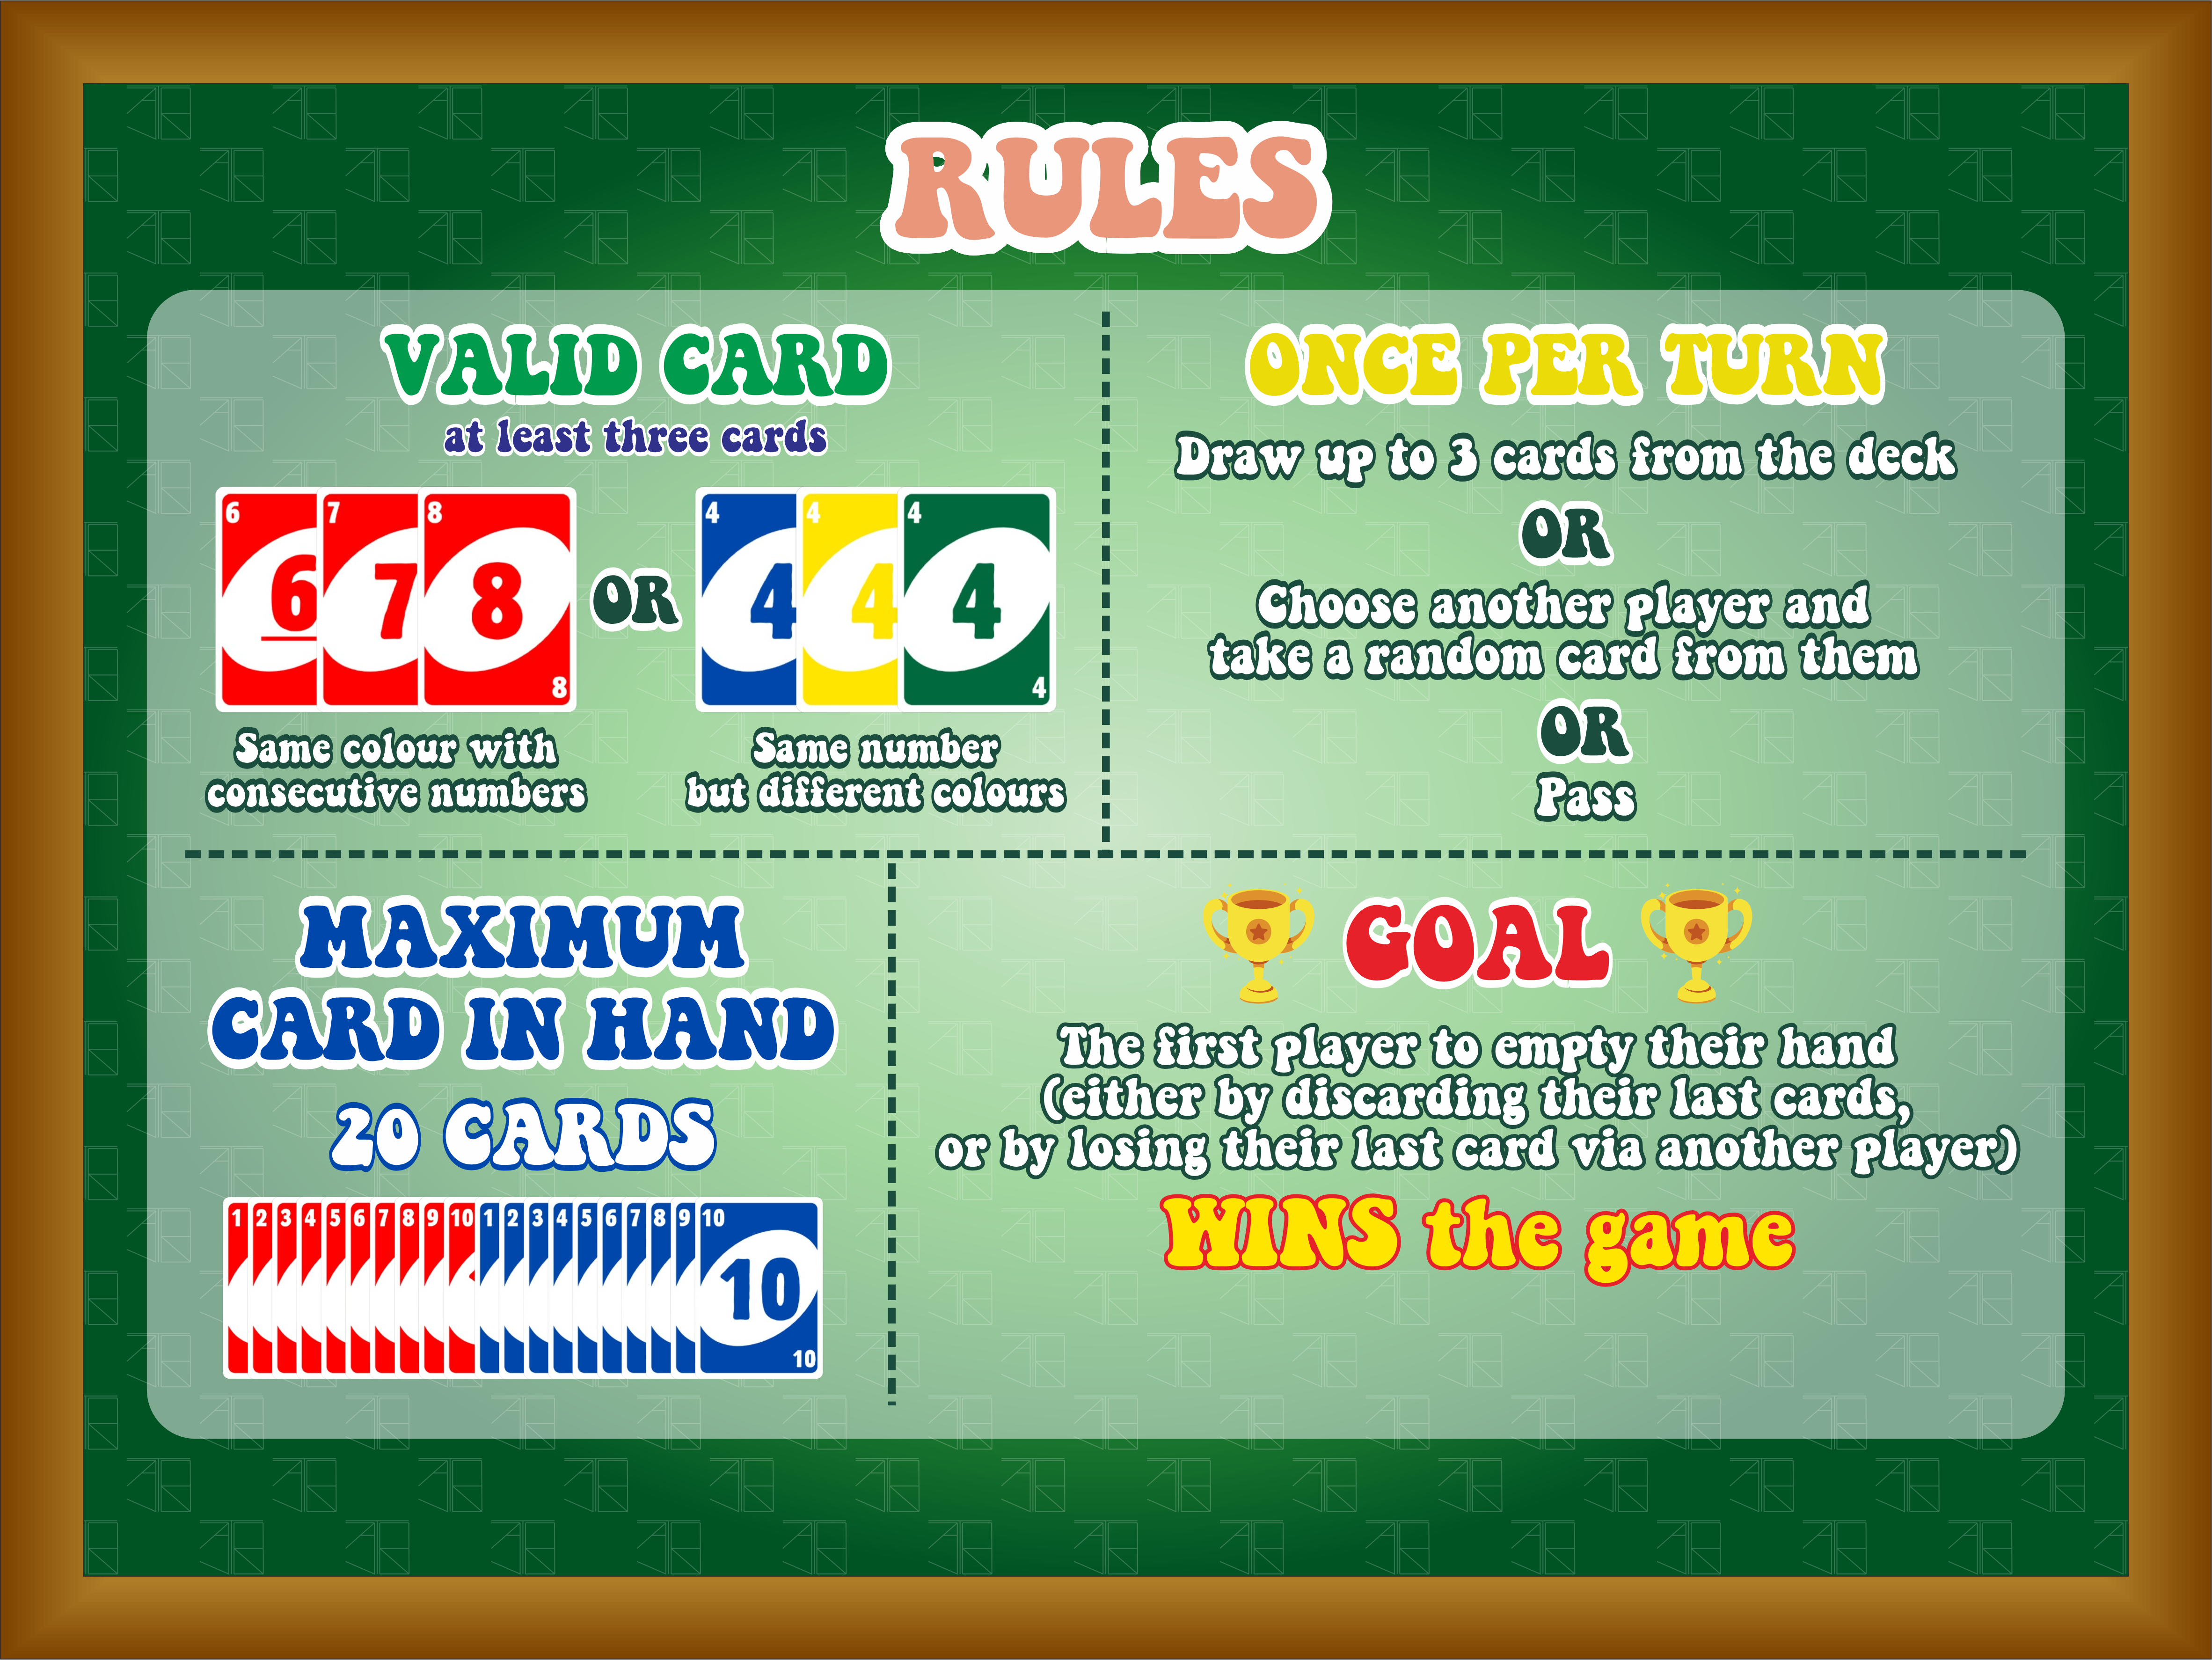 RULES
VALID CARD
at least three cards
6 7 8
6 7 8
8
OR
4 4 4
4 4 4
4
Same colour with
consecutive numbers
Same number
but different colours
ONCE PER TURN
Draw up to 3 cards from the deck
OR
Choose another player and
take a random card from them
OR
Pass
MAXIMUM
CARD IN HAND
20 CARDS
1 2 3 4 5 6 7 8 9 10 1 2 3 4 5 6 7 8 9 10
10
10
GOAL
The first player to empty their hand
(either by discarding their last cards,
or by losing their last card via another player)
WINS the game